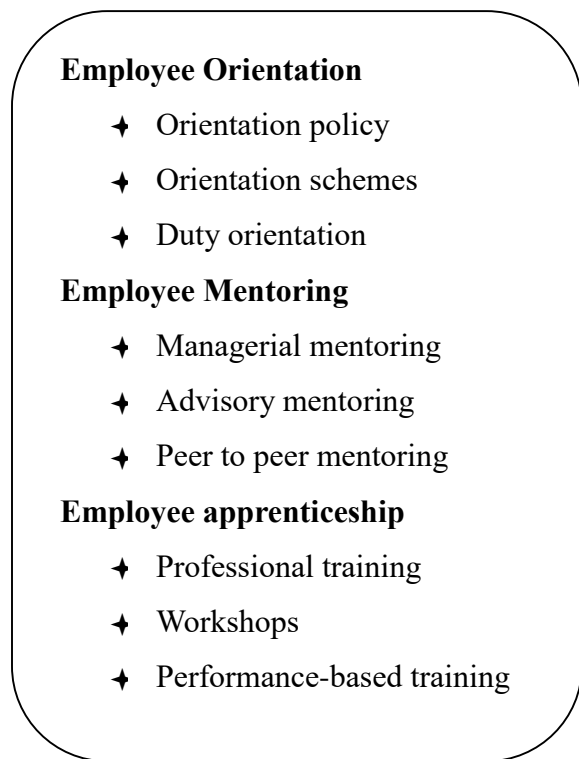 Employee Orientation
Orientation policy
Orientation schemes
Duty orientation
Employee Mentoring
Managerial mentoring
Advisory mentoring
Peer to peer mentoring
Employee apprenticeship
Professional training
Workshops
Performance-based training